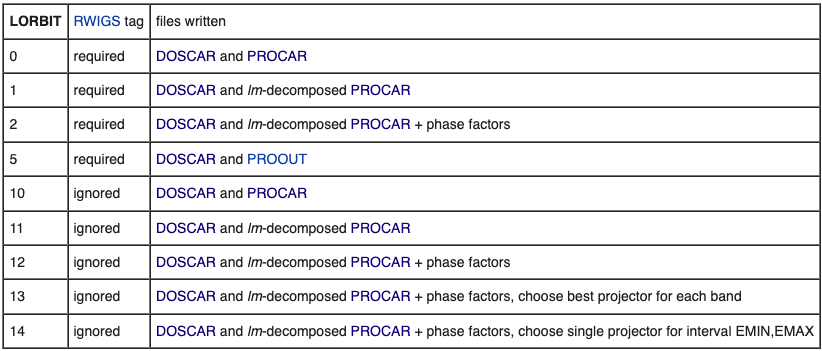 LORBIT RWIGS tag files written
0 required DOSCAR and PROCAR
1 required DOSCAR and lm-decomposed PROCAR
2 required DOSCAR and lm-decomposed PROCAR + phase factors
5 required DOSCAR and PROOUT
10 ignored DOSCAR and PROCAR
11 ignored DOSCAR and lm-decomposed PROCAR
12 ignored DOSCAR and lm-decomposed PROCAR + phase factors
13 ignored DOSCAR and lm-decomposed PROCAR + phase factors, choose best projector for each band
14 ignored DOSCAR and lm-decomposed PROCAR + phase factors, choose single projector for interval EMIN,EMAX